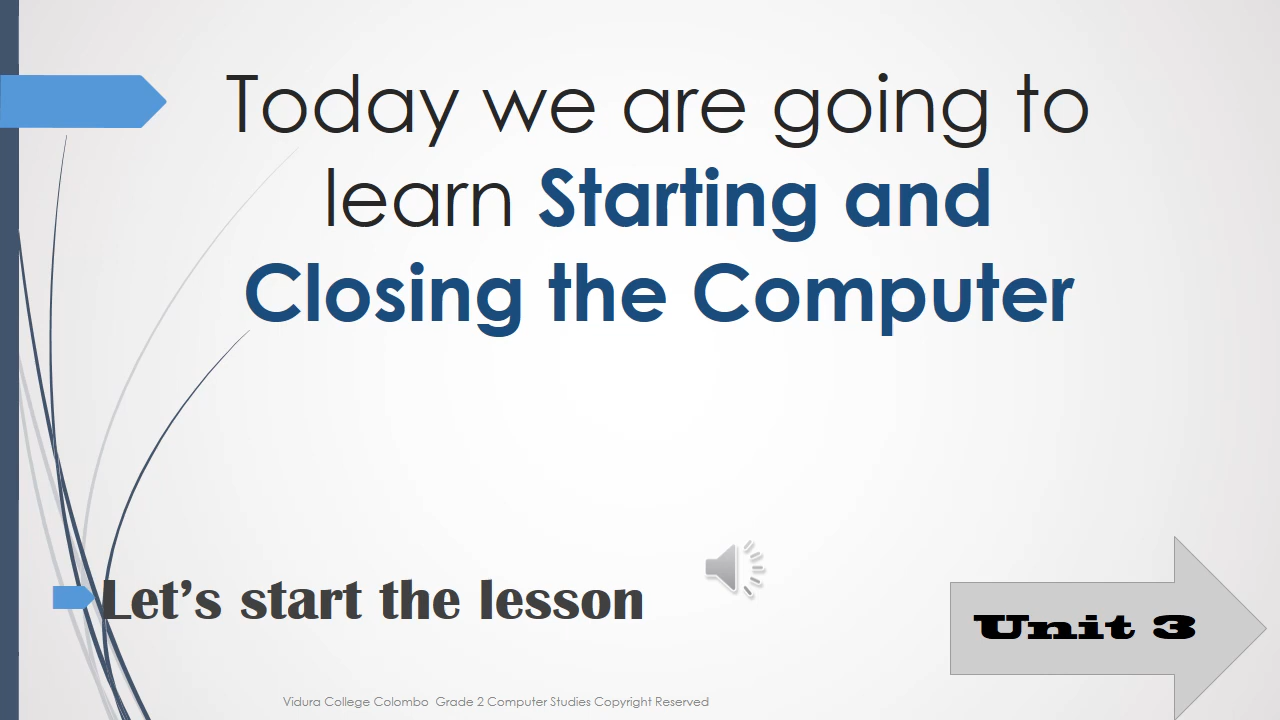 Today we are going to
learn Starting and
Closing the Computer
Let's start the lesson
Unit 3
Vidura College Colombo  Grade 2 Computer Studies Copyright Reserved